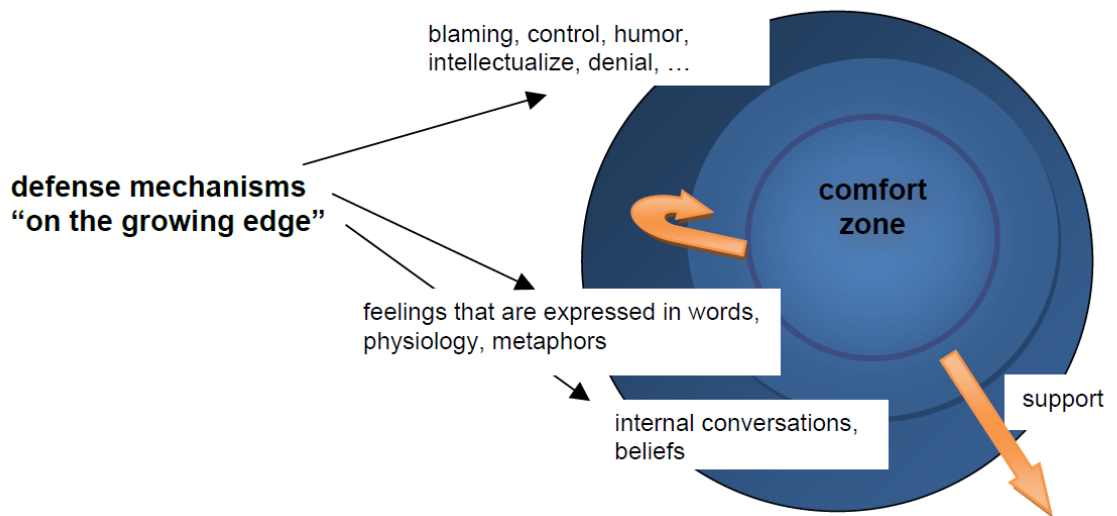 blaming, control, humor,
intellectualize, denial, …
defense mechanisms
“on the growing edge”
comfort
zone
feelings that are expressed in words,
physiology, metaphors
support
internal conversations,
beliefs